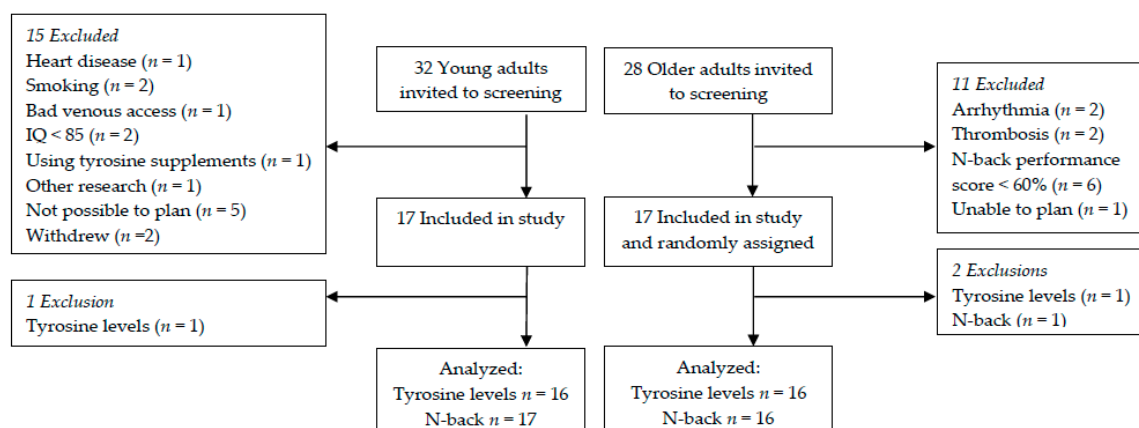 15 Excluded
Heart disease (n = 1)
Smoking (n = 2)
Bad venous access (n = 1)
IQ < 85 (n = 2)
Using tyrosine supplements (n = 1)
Other research (n = 1)
Not possible to plan (n = 5)
Withdrew (n =2)
32 Young adults
invited to screening
28 Older adults invited
to screening
11 Excluded
Arrhythmia (n = 2)
Thrombosis (n = 2)
N-back performance
score < 60% (n = 6)
Unable to plan (n = 1)
17 Included in study
17 Included in study
and randomly assigned
1 Exclusion
Tyrosine levels (n = 1)
2 Exclusions
Tyrosine levels (n = 1)
N-back (n = 1)
Analyzed:
Tyrosine levels n = 16
N-back n = 17
Analyzed:
Tyrosine levels n = 16
N-back n = 16